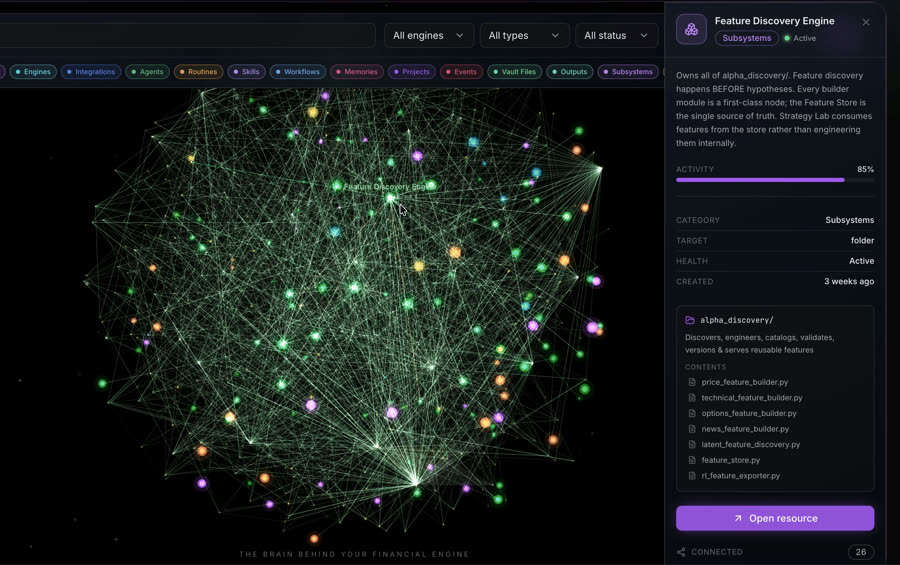 All engines
All types
All status
Engines
Integrations
Agents
Routines
Skills
Workflows
Memories
Projects
Events
Vault Files
Outputs
Subsystems
Feature Discovery Engine
THE BRAIN BEHIND YOUR FINANCIAL ENGINE
Feature Discovery Engine
Subsystems
Active
Owns all of alpha_discovery/. Feature discovery
happens BEFORE hypotheses. Every builder
module is a first-class node; the Feature Store is
the single source of truth. Strategy Lab consumes
features from the store rather than engineering
them internally.
ACTIVITY 85%
CATEGORY Subsystems
TARGET folder
HEALTH Active
CREATED 3 weeks ago
alpha_discovery/
Discovers, engineers, catalogs, validates,
versions & serves reusable features
CONTENTS
price_feature_builder.py
technical_feature_builder.py
options_feature_builder.py
news_feature_builder.py
latent_feature_discovery.py
feature_store.py
rl_feature_exporter.py
Open resource
CONNECTED 26